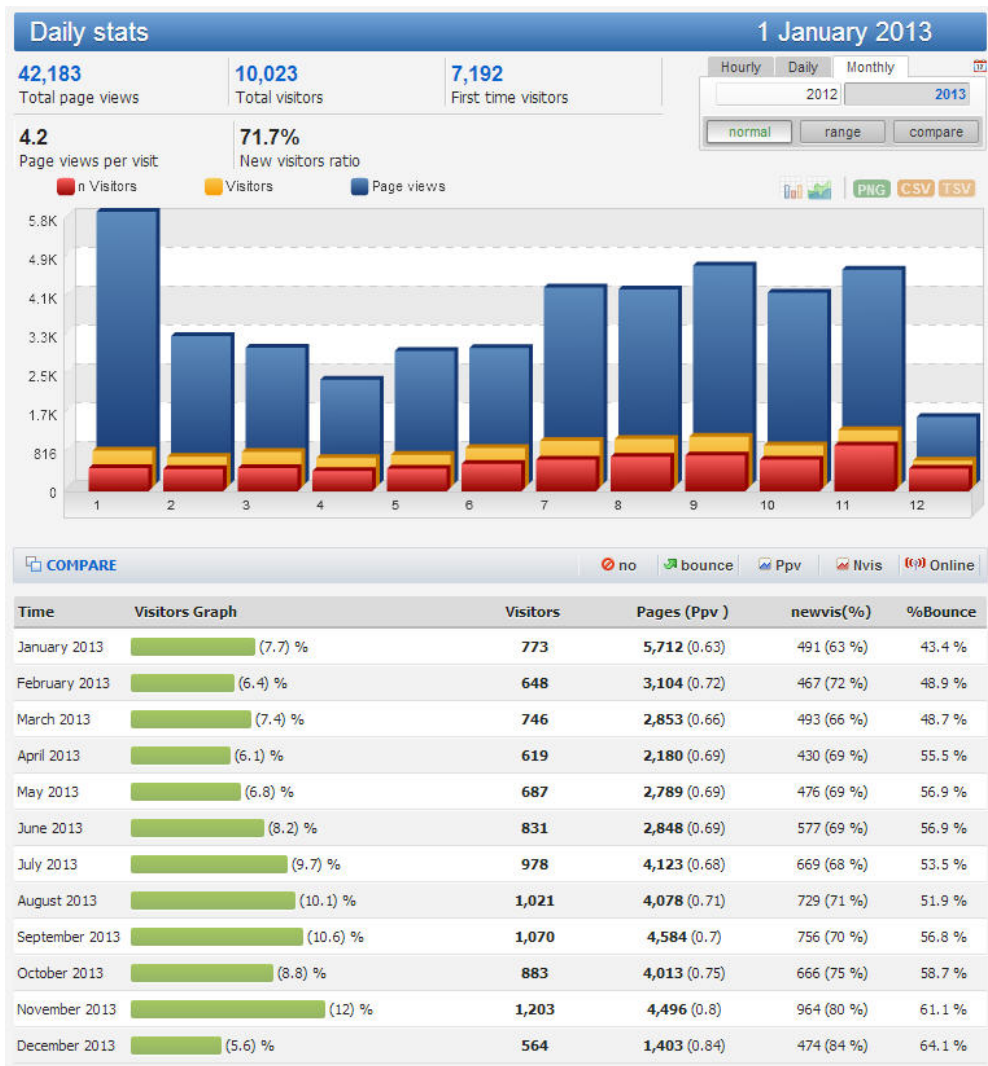 Daily stats 1 January 2013
42,183 10,023 7,192
Total page views Total visitors First time visitors
Hourly Daily Monthly
2012 2013
normal range compare
4.2 71.7%
Page views per visit New visitors ratio
n Visitors Visitors Page views
PNG CSV TSV
5.8K
4.9K
4.1K
3.3K
2.5K
1.7K
816
0
1 2 3 4 5 6 7 8 9 10 11 12
COMPARE no bounce Ppv Nvis Online
Time Visitors Graph Visitors Pages (Ppv ) newvis(%) %Bounce
January 2013 (7.7) % 773 5,712 (0.63) 491 (63 %) 43.4 %
February 2013 (6.4) % 648 3,104 (0.72) 467 (72 %) 48.9 %
March 2013 (7.4) % 746 2,853 (0.66) 493 (66 %) 48.7 %
April 2013 (6.1) % 619 2,180 (0.69) 430 (69 %) 55.5 %
May 2013 (6.8) % 687 2,789 (0.69) 476 (69 %) 56.9 %
June 2013 (8.2) % 831 2,848 (0.69) 577 (69 %) 56.9 %
July 2013 (9.7) % 978 4,123 (0.68) 669 (68 %) 53.5 %
August 2013 (10.1) % 1,021 4,078 (0.71) 729 (71 %) 51.9 %
September 2013 (10.6) % 1,070 4,584 (0.7) 756 (70 %) 56.8 %
October 2013 (8.8) % 883 4,013 (0.75) 666 (75 %) 58.7 %
November 2013 (12) % 1,203 4,496 (0.8) 964 (80 %) 61.1 %
December 2013 (5.6) % 564 1,403 (0.84) 474 (84 %) 64.1 %